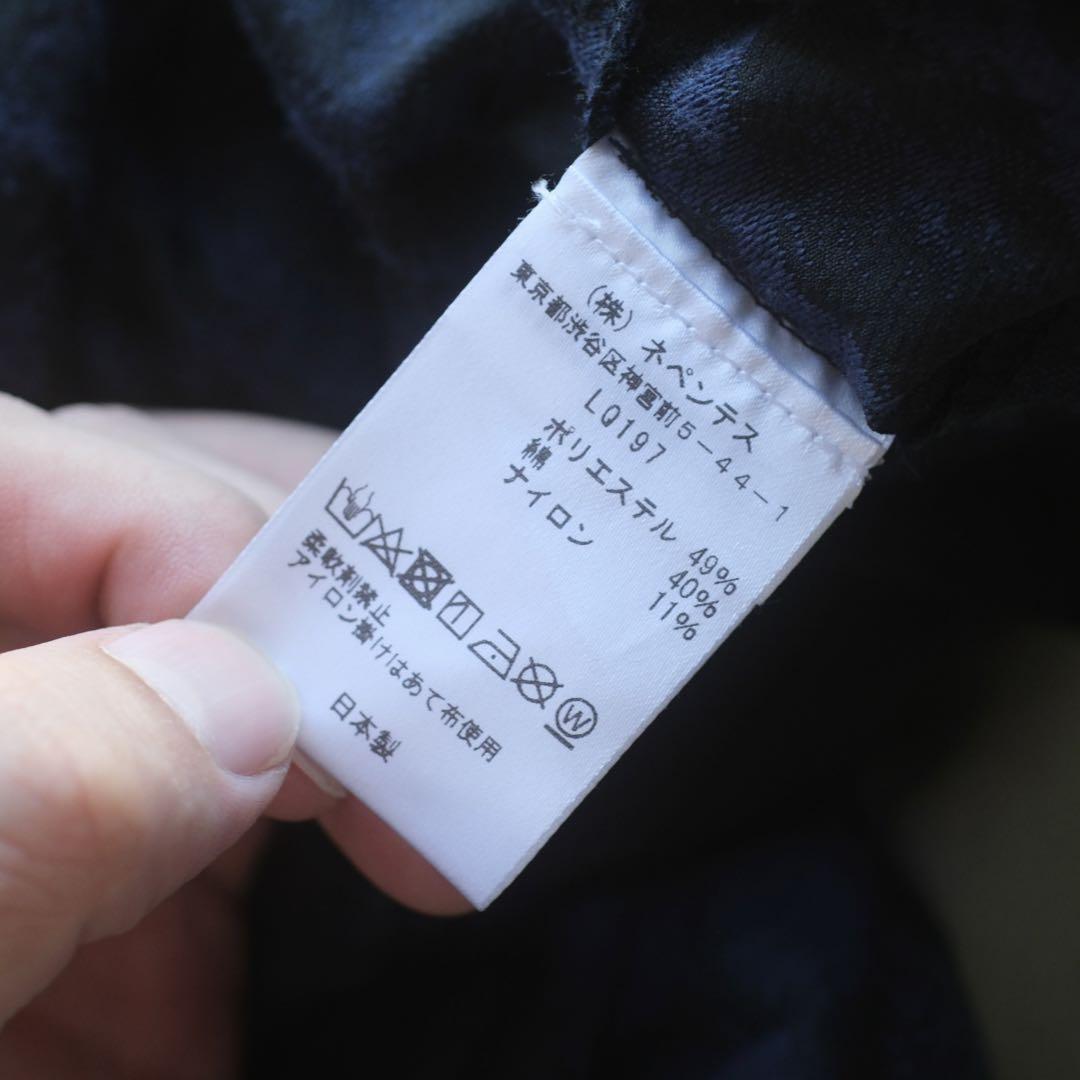 (株) ネペンテス
東京都渋谷区神宮前5-44-1
LQ197
ポリエステル 49%
綿 40%
ナイロン 11%
W
柔軟剤禁止
アイロン掛けはあて布使用
日本製